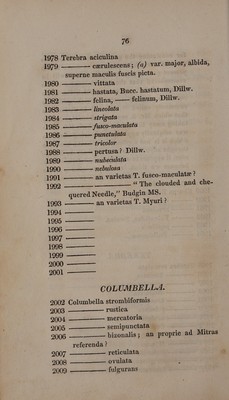 76
1978 Terebra aciculina
1979 ——— cærulescens; (a) var. major, albida,
superne maculis fuscis picta.
1980 ——— vittata
1981 ——— hastata, Bucc. hastatum, Dillw.
1982 ——— felina, —— felinum, Dillw.
1983 ——— lineolata
1984 ——— strigata
1985 ——— fusco-maculata
1986 ——— punctulata
1987 ——— tricolor
1988 ——— pertusa? Dillw.
1989 ——— nubeculata
1990 ——— nebulosa
1991 ——— an varietas T. fusco-maculatæ?
1992 ——— "The clouded and che-
quered Needle," Budgin MS.
1993 ——— an varietas T. Myuri?
1994 ———
1995 ———
1996 ———
1997 ———
1998 ———
1999 ———
2000 ———
2001 ———
COLUMBELLA.
2002 Columbella strombiformis
2003 ——— rustica
2004 ——— mercatoria
2005 ——— semipunctata
2006 ——— bizonalis; an proprie ad Mitras
referenda?
2007 ——— reticulata
2008 ——— ovulata
2009 ——— fulgurans